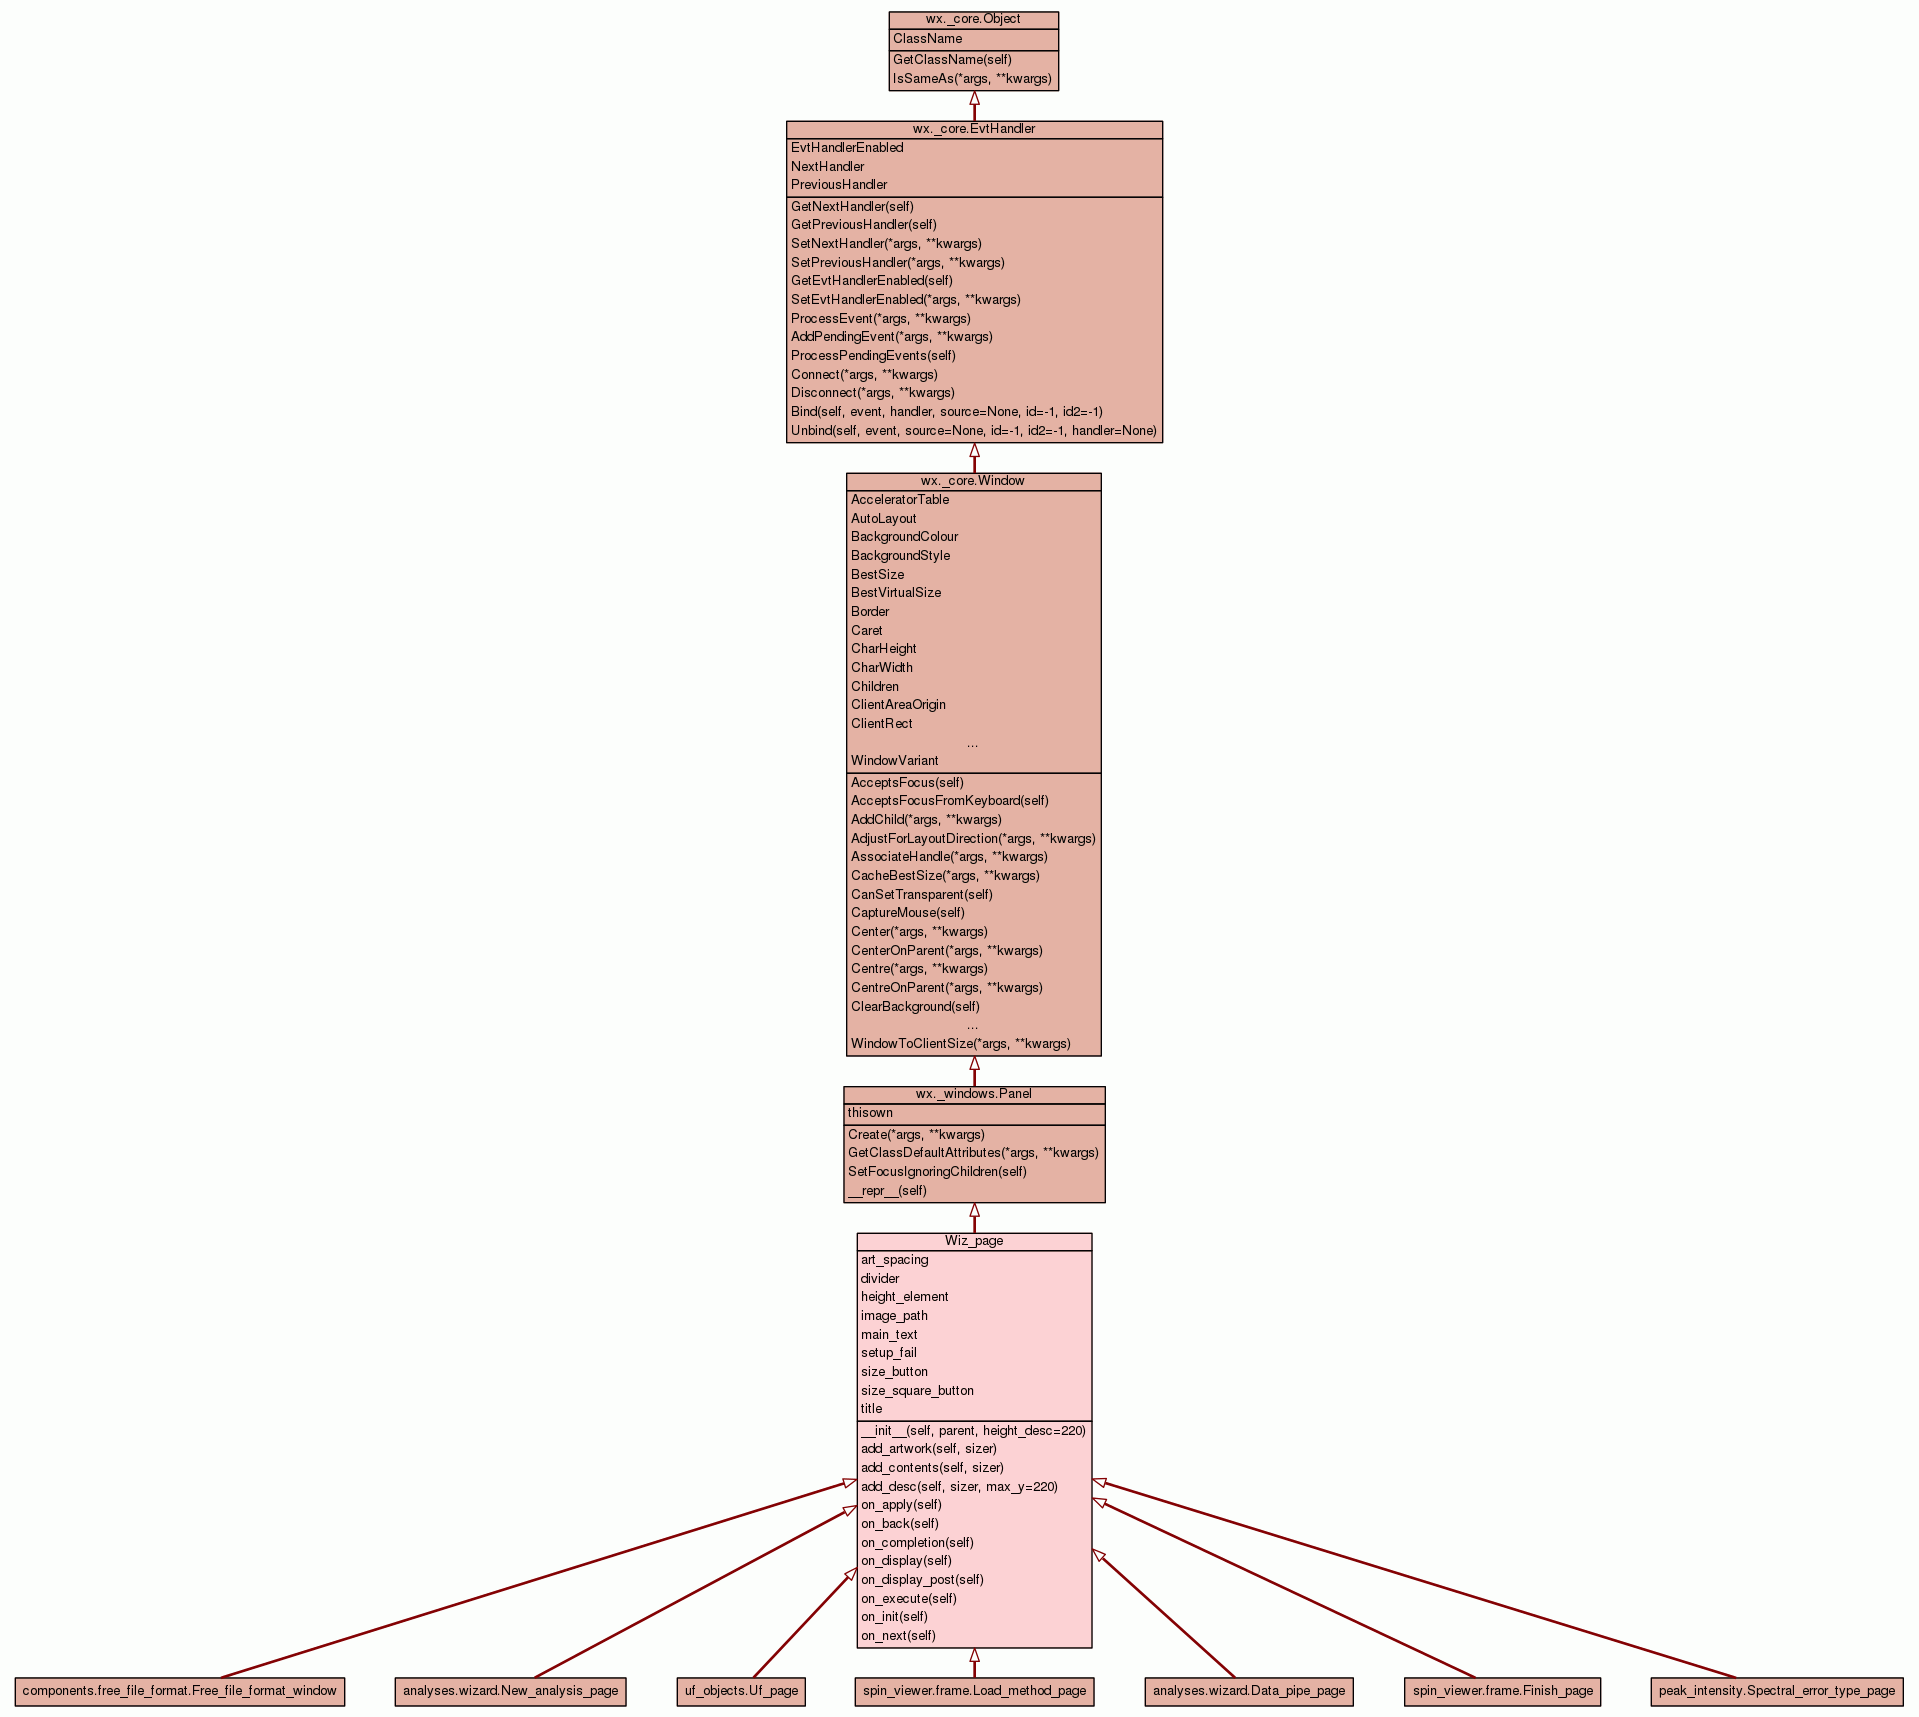 wx._core.Object
ClassName
GetClassName(self)
IsSameAs(*args, **kwargs)
wx._core.EvtHandler
EvtHandlerEnabled
NextHandler
PreviousHandler
GetNextHandler(self)
GetPreviousHandler(self)
SetNextHandler(*args, **kwargs)
SetPreviousHandler(*args, **kwargs)
GetEvtHandlerEnabled(self)
SetEvtHandlerEnabled(*args, **kwargs)
ProcessEvent(*args, **kwargs)
AddPendingEvent(*args, **kwargs)
ProcessPendingEvents(self)
Connect(*args, **kwargs)
Disconnect(*args, **kwargs)
Bind(self, event, handler, source=None, id=-1, id2=-1)
Unbind(self, event, source=None, id=-1, id2=-1, handler=None)
wx._core.Window
AcceleratorTable
AutoLayout
BackgroundColour
BackgroundStyle
BestSize
BestVirtualSize
Border
Caret
CharHeight
CharWidth
Children
ClientAreaOrigin
ClientRect
...
WindowVariant
AcceptsFocus(self)
AcceptsFocusFromKeyboard(self)
AddChild(*args, **kwargs)
AdjustForLayoutDirection(*args, **kwargs)
AssociateHandle(*args, **kwargs)
CacheBestSize(*args, **kwargs)
CanSetTransparent(self)
CaptureMouse(self)
Center(*args, **kwargs)
CenterOnParent(*args, **kwargs)
Centre(*args, **kwargs)
CentreOnParent(*args, **kwargs)
ClearBackground(self)
...
WindowToClientSize(*args, **kwargs)
wx._windows.Panel
thisown
Create(*args, **kwargs)
GetClassDefaultAttributes(*args, **kwargs)
SetFocusIgnoringChildren(self)
__repr__(self)
Wiz_page
art_spacing
divider
height_element
image_path
main_text
setup_fail
size_button
size_square_button
title
__init__(self, parent, height_desc=220)
add_artwork(self, sizer)
add_contents(self, sizer)
add_desc(self, sizer, max_y=220)
on_apply(self)
on_back(self)
on_completion(self)
on_display(self)
on_display_post(self)
on_execute(self)
on_init(self)
on_next(self)
components.free_file_format.Free_file_format_window
analyses.wizard.New_analysis_page
uf_objects.Uf_page
spin_viewer.frame.Load_method_page
analyses.wizard.Data_pipe_page
spin_viewer.frame.Finish_page
peak_intensity.Spectral_error_type_page